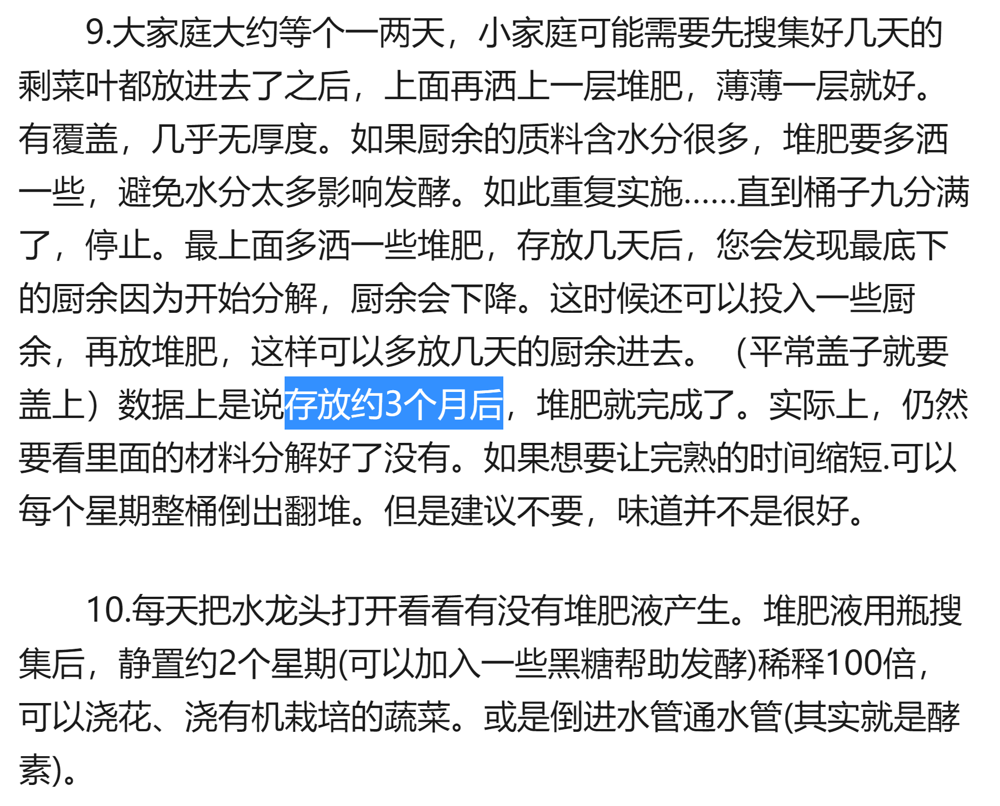 9.大家庭大约等个一两天，小家庭可能需要先搜集好几天的
剩菜叶都放进去了之后，上面再洒上一层堆肥，薄薄一层就好。
有覆盖，几乎无厚度。如果厨余的质料含水分很多，堆肥要多洒
一些，避免水分太多影响发酵。如此重复实施......直到桶子九分满
了，停止。最上面多洒一些堆肥，存放几天后，您会发现最底下
的厨余因为开始分解，厨余会下降。这时候还可以投入一些厨
余，再放堆肥，这样可以多放几天的厨余进去。（平常盖子就要
盖上）数据上是说存放约3个月后，堆肥就完成了。实际上，仍然
要看里面的材料分解好了没有。如果想要让完熟的时间缩短.可以
每个星期整桶倒出翻堆。但是建议不要，味道并不是很好。
10.每天把水龙头打开看看有没有堆肥液产生。堆肥液用瓶搜
集后，静置约2个星期(可以加入一些黑糖帮助发酵)稀释100倍，
可以浇花、浇有机栽培的蔬菜。或是倒进水管通水管(其实就是酵
素)。